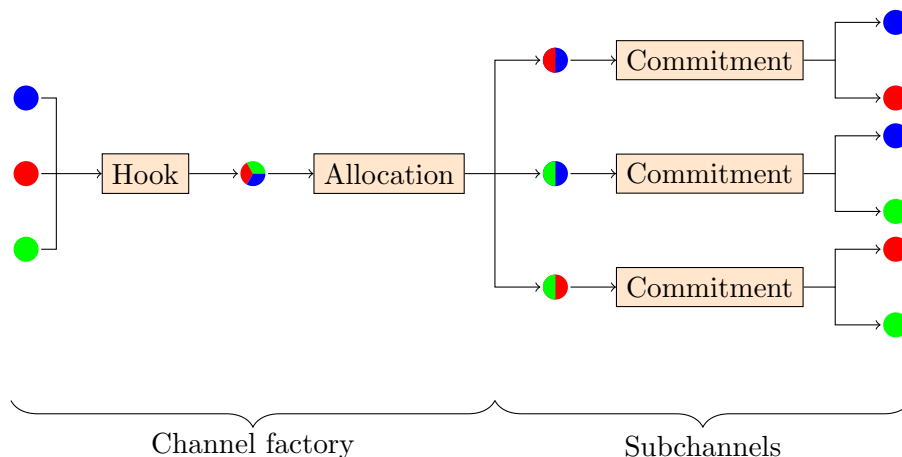 Commitment
Hook
Allocation
Commitment
Commitment
Channel factory
Subchannels